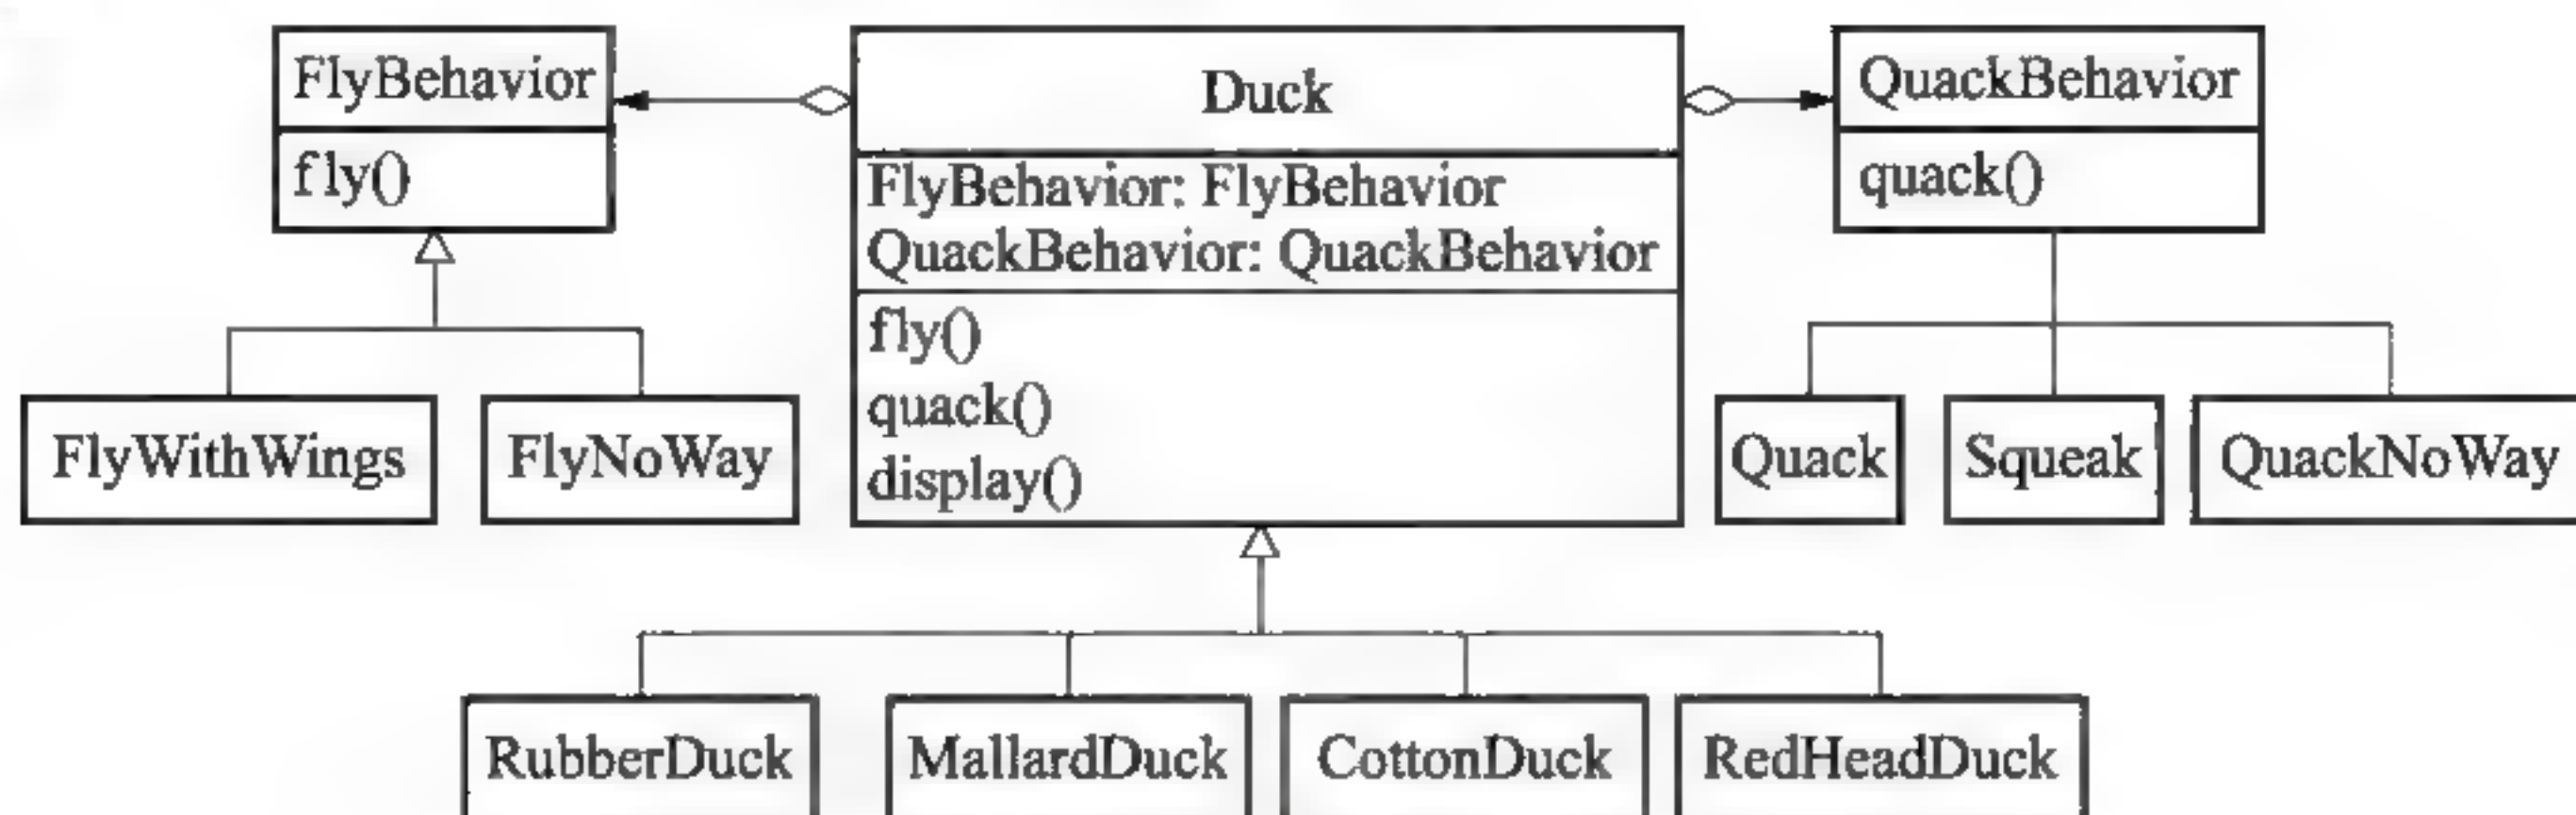 FlyBehavior
fly()
Duck
FlyBehavior: FlyBehavior
QuackBehavior: QuackBehavior
fly()
quack()
display()
QuackBehavior
quack()
FlyWithWings
FlyNoWay
Quack
Squeak
QuackNoWay
RubberDuck
MallardDuck
CottonDuck
RedHeadDuck